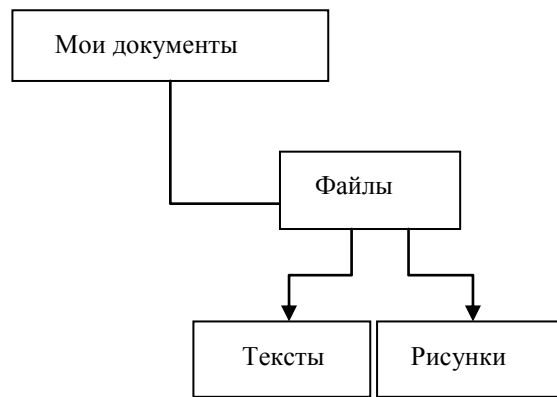 Мои документы
Файлы
Тексты
Рисунки